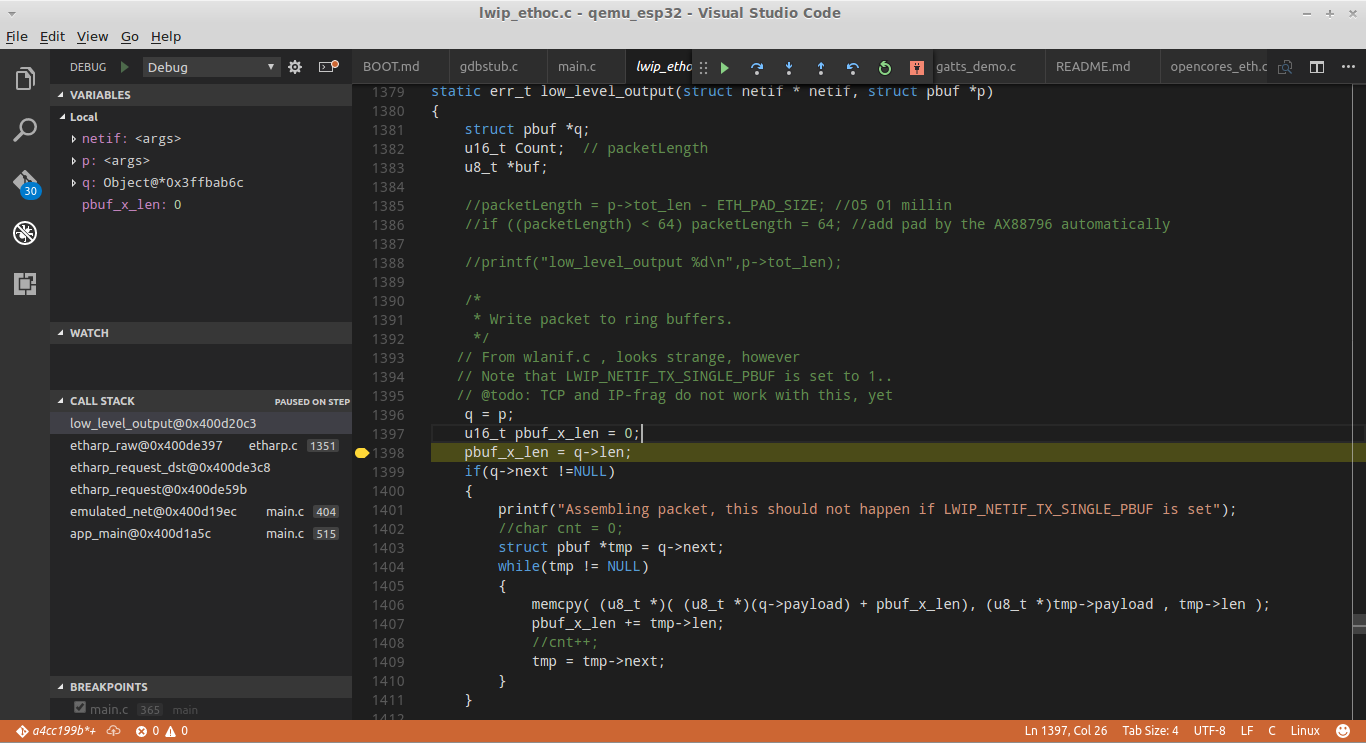 lwip_ethoc.c - qemu_esp32 - Visual Studio Code
File Edit View Go Help
DEBUG Debug
BOOT.md gdbstub.c main.c lwip_etho gatts_demo.c README.md opencores_eth.c
VARIABLES
Local
netif: <args>
p: <args>
q: Object@*0x3ffbab6c
pbuf_x_len: 0
30
WATCH
CALL STACK PAUSED ON STEP
low_level_output@0x400d20c3
etharp_raw@0x400de397 etharp.c 1351
etharp_request_dst@0x400de3c8
etharp_request@0x400de59b
emulated_net@0x400d19ec main.c 404
app_main@0x400d1a5c main.c 515
BREAKPOINTS
main.c 365 main
1379 static err_t low_level_output(struct netif * netif, struct pbuf *p)
1380 {
1381 struct pbuf *q;
1382 u16_t Count; // packetLength
1383 u8_t *buf;
1384
1385 //packetLength = p->tot_len - ETH_PAD_SIZE; //05 01 millin
1386 //if ((packetLength) < 64) packetLength = 64; //add pad by the AX88796 automatically
1387
1388 //printf("low_level_output %d\n",p->tot_len);
1389
1390 /*
1391 * Write packet to ring buffers.
1392 */
1393 // From wlanif.c , looks strange, however
1394 // Note that LWIP_NETIF_TX_SINGLE_PBUF is set to 1..
1395 // @todo: TCP and IP-frag do not work with this, yet
1396 q = p;
1397 u16_t pbuf_x_len = 0;
1398 pbuf_x_len = q->len;
1399 if(q->next !=NULL)
1400 {
1401 printf("Assembling packet, this should not happen if LWIP_NETIF_TX_SINGLE_PBUF is set");
1402 //char cnt = 0;
1403 struct pbuf *tmp = q->next;
1404 while(tmp != NULL)
1405 {
1406 memcpy( (u8_t *)( (u8_t *)(q->payload) + pbuf_x_len), (u8_t *)tmp->payload , tmp->len );
1407 pbuf_x_len += tmp->len;
1408 //cnt++;
1409 tmp = tmp->next;
1410 }
1411 }
1412
a4cc199b*+ 0 0 Ln 1397, Col 26 Tab Size: 4 UTF-8 LF C Linux